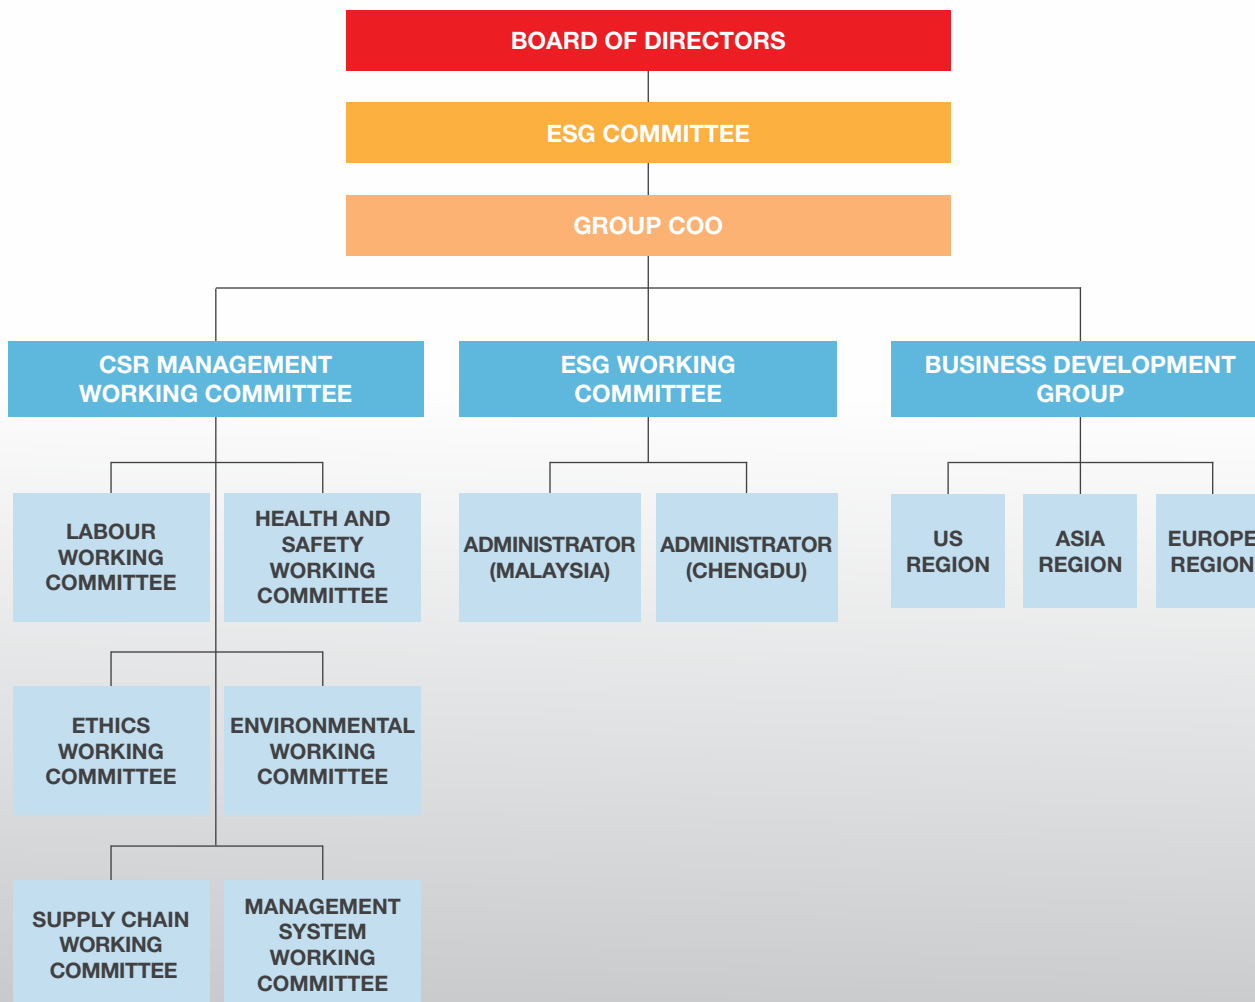 BOARD OF DIRECTORS
ESG COMMITTEE
GROUP COO
CSR MANAGEMENT
WORKING COMMITTEE
ESG WORKING
COMMITTEE
BUSINESS DEVELOPMENT
GROUP
LABOUR
WORKING
COMMITTEE
HEALTH AND
SAFETY
WORKING
COMMITTEE
ADMINISTRATOR
(MALAYSIA)
ADMINISTRATOR
(CHENGDU)
US
REGION
ASIA
REGION
EUROPE
REGION
ETHICS
WORKING
COMMITTEE
ENVIRONMENTAL
WORKING
COMMITTEE
SUPPLY CHAIN
WORKING
COMMITTEE
MANAGEMENT
SYSTEM
WORKING
COMMITTEE